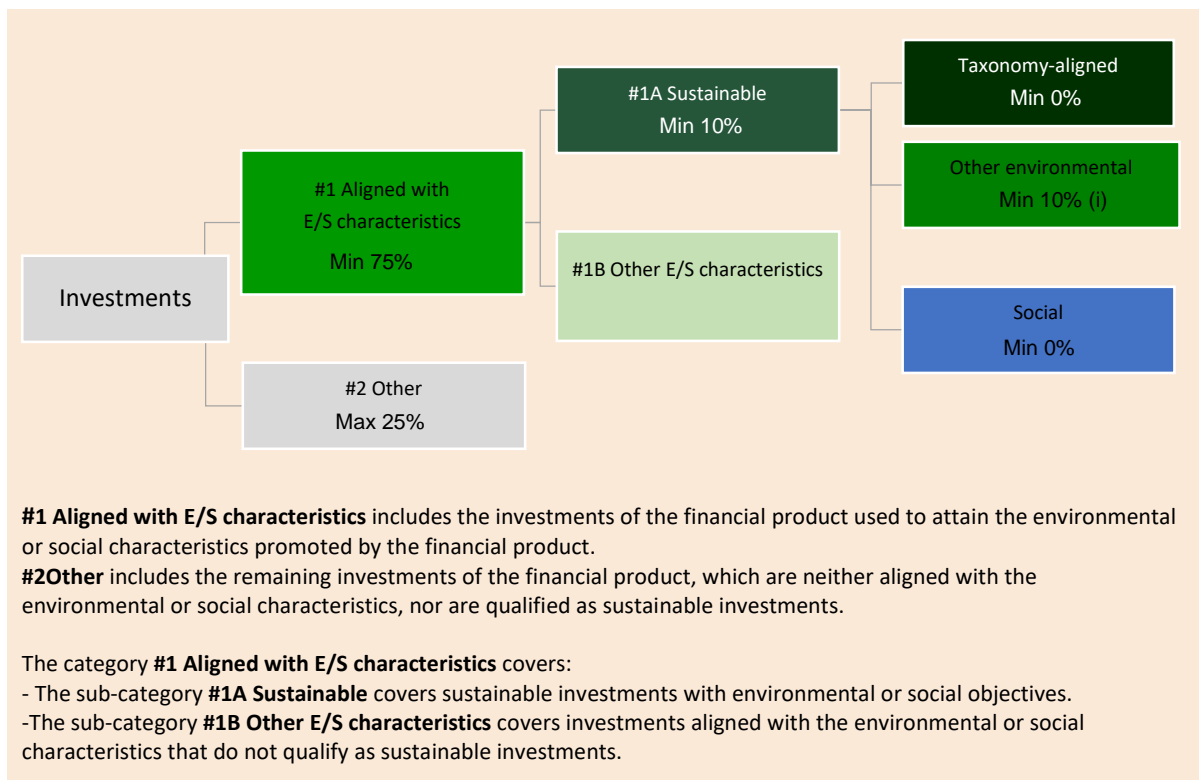 Investments
#1 Aligned with
E/S characteristics
Min 75%
#2 Other
Max 25%
#1A Sustainable
Min 10%
#1B Other E/S characteristics
Taxonomy-aligned
Min 0%
Other environmental
Min 10% (i)
Social
Min 0%
#1 Aligned with E/S characteristics includes the investments of the financial product used to attain the environmental
or social characteristics promoted by the financial product.
#2Other includes the remaining investments of the financial product, which are neither aligned with the
environmental or social characteristics, nor are qualified as sustainable investments.
The category #1 Aligned with E/S characteristics covers:
- The sub-category #1A Sustainable covers sustainable investments with environmental or social objectives.
-The sub-category #1B Other E/S characteristics covers investments aligned with the environmental or social
characteristics that do not qualify as sustainable investments.